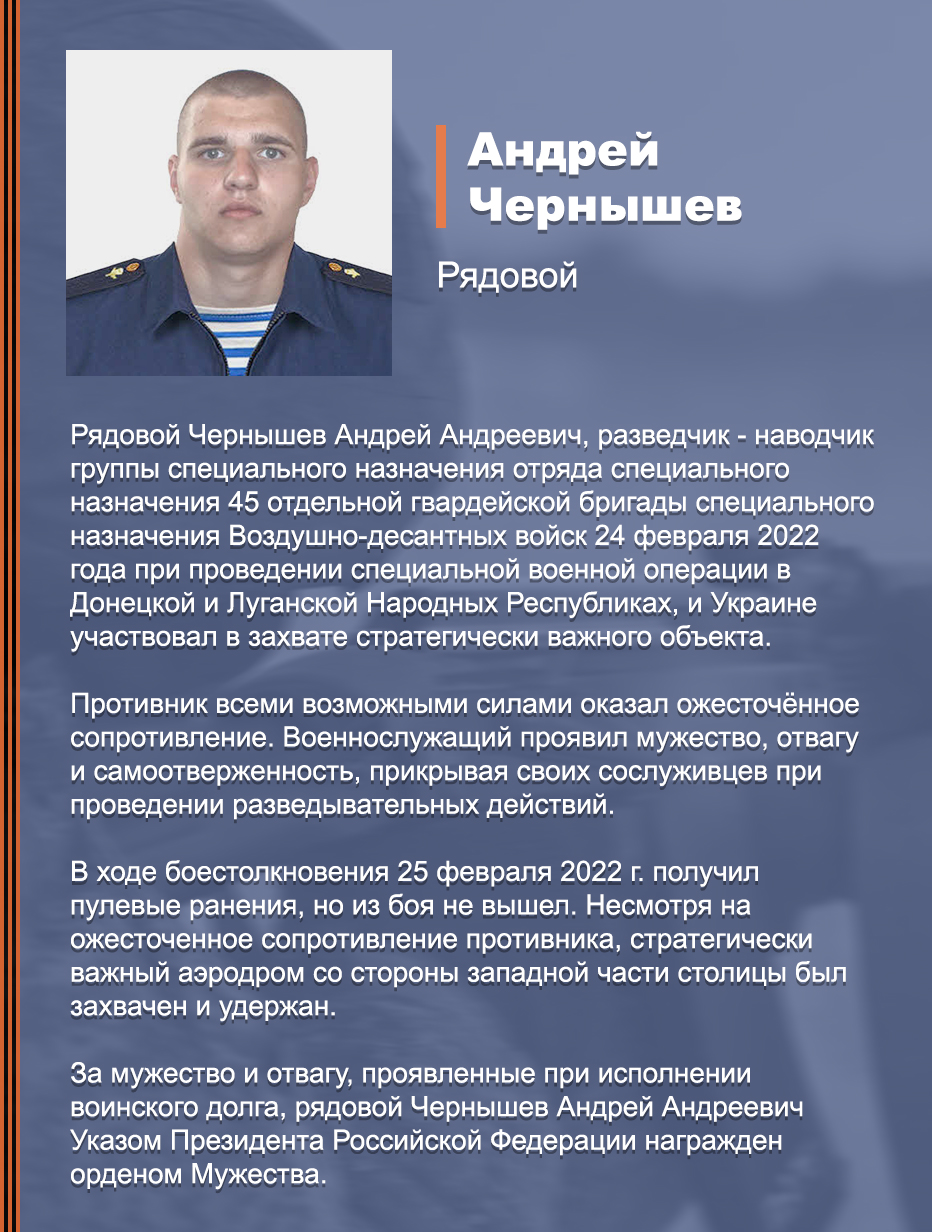 Андрей
Чернышев
Рядовой
Рядовой Чернышев Андрей Андреевич, разведчик - наводчик
группы специального назначения отряда специального
назначения 45 отдельной гвардейской бригады специального
назначения Воздушно-десантных войск 24 февраля 2022
года при проведении специальной военной операции в
Донецкой и Луганской Народных Республиках, и Украине
участвовал в захвате стратегически важного объекта.
Противник всеми возможными силами оказал ожесточённое
сопротивление. Военнослужащий проявил мужество, отвагу
и самоотверженность, прикрывая своих сослуживцев при
проведении разведывательных действий.
В ходе боестолкновения 25 февраля 2022 г. получил
пулевые ранения, но из боя не вышел. Несмотря на
ожесточенное сопротивление противника, стратегически
важный аэродром со стороны западной части столицы был
захвачен и удержан.
За мужество и отвагу, проявленные при исполнении
воинского долга, рядовой Чернышев Андрей Андреевич
Указом Президента Российской Федерации награжден
орденом Мужества.